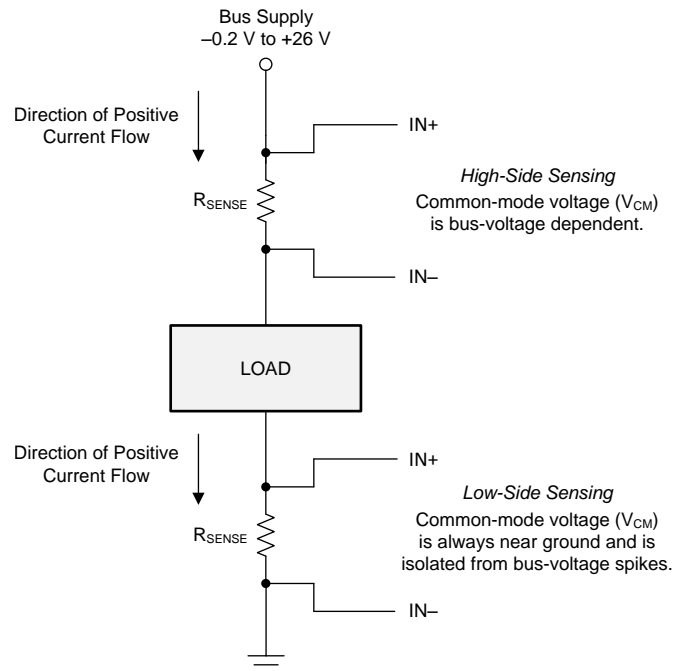 Bus Supply
–0.2 V to +26 V
Direction of Positive
Current Flow
IN+
RSENSE
High-Side Sensing
Common-mode voltage (VCM)
is bus-voltage dependent.
IN–
LOAD
Direction of Positive
Current Flow
IN+
RSENSE
Low-Side Sensing
Common-mode voltage (VCM)
is always near ground and is
isolated from bus-voltage spikes.
IN–